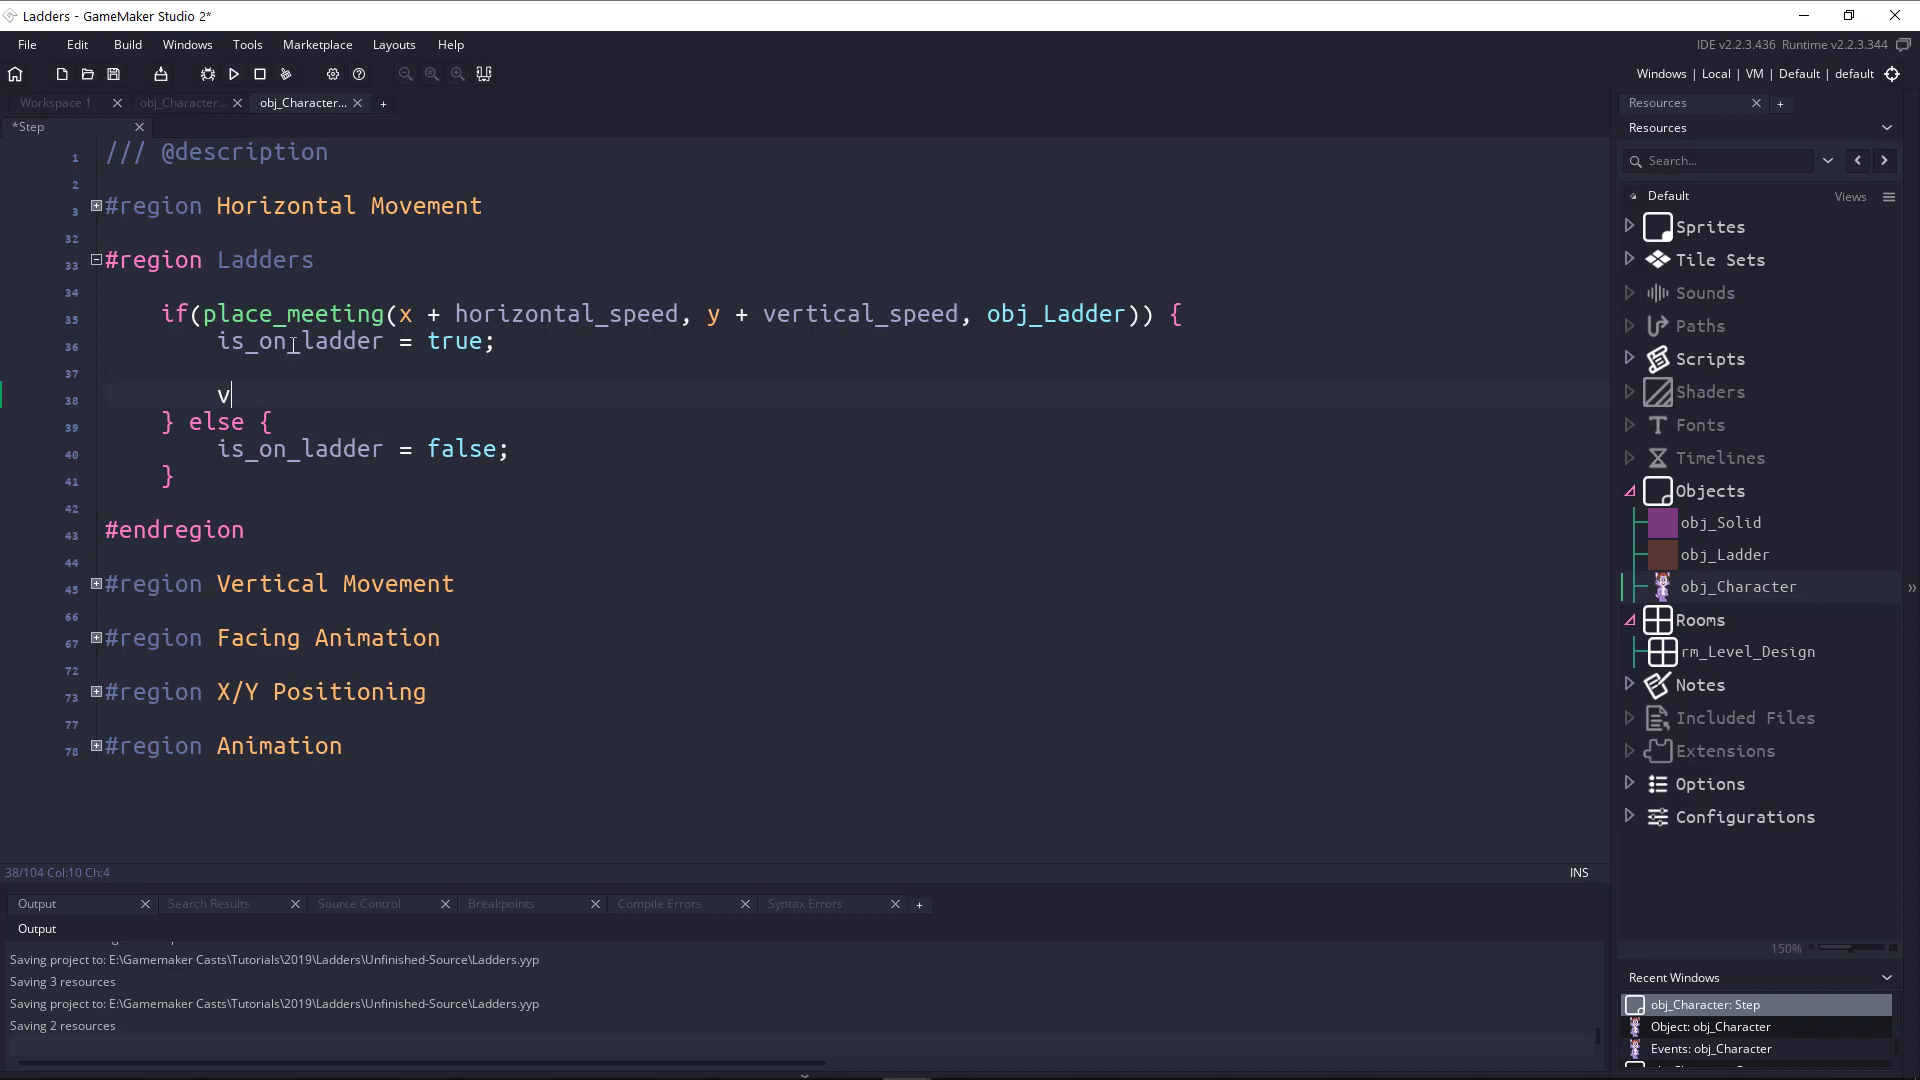 Ladders - GameMaker Studio 2*
File Edit Build Windows Tools Marketplace Layouts Help
IDE v2.2.3.436 Runtime v2.2.3.344
Windows | Local | VM | Default | default
Workspace 1 obj_Character... obj_Character... +
*Step
1 /// @description
2
3 #region Horizontal Movement
32
33 #region Ladders
34
35 if(place_meeting(x + horizontal_speed, y + vertical_speed, obj_Ladder)) {
36 is_on_ladder = true;
37
38 v
39 } else {
40 is_on_ladder = false;
41 }
42
43 #endregion
44
45 #region Vertical Movement
66
67 #region Facing Animation
72
73 #region X/Y Positioning
77
78 #region Animation
38/104 Col:10 Ch:4
INS
Output Search Results Source Control Breakpoints Compile Errors Syntax Errors +
Output
Saving project to: E:\Gamemaker Casts\Tutorials\2019\Ladders\Unfinished-Source\Ladders.yyp
Saving 3 resources
Saving project to: E:\Gamemaker Casts\Tutorials\2019\Ladders\Unfinished-Source\Ladders.yyp
Saving 2 resources
Resources +
Resources
Search...
Default Views
Sprites
Tile Sets
Sounds
Paths
Scripts
Shaders
Fonts
Timelines
Objects
obj_Solid
obj_Ladder
obj_Character
Rooms
rm_Level_Design
Notes
Included Files
Extensions
Options
Configurations
150%
Recent Windows
obj_Character: Step
Object: obj_Character
Events: obj_Character